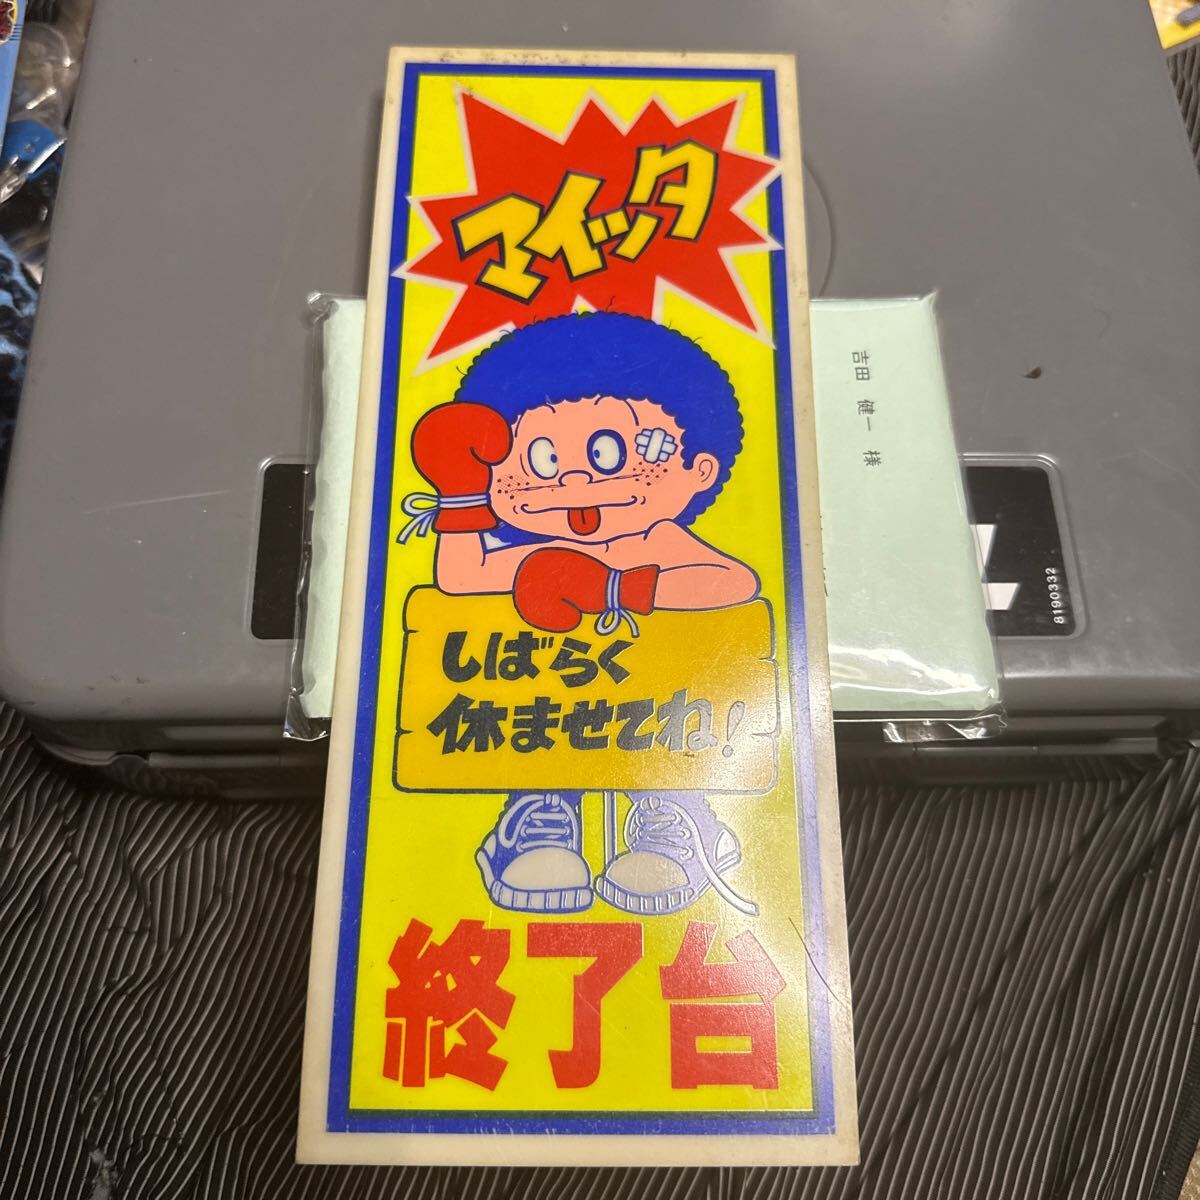 マイッタ
しばらく
休ませてね!
終了台
吉田 健一 様
8190332